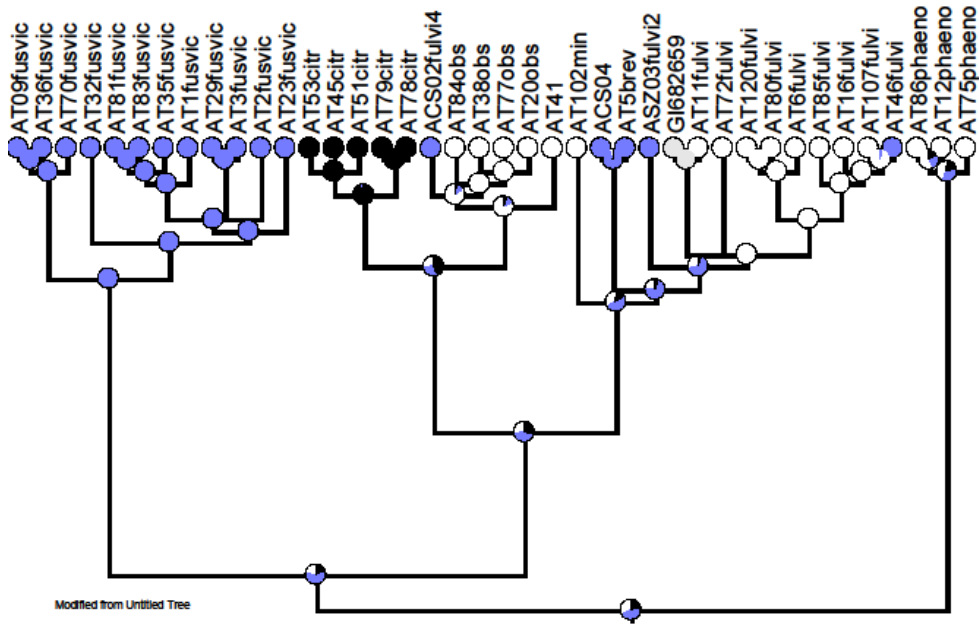 AT09fusvic
AT36fusvic
AT70fusvic
AT32fusvic
AT81fusvic
AT83fusvic
AT35fusvic
AT1fusvic
AT29fusvic
AT3fusvic
AT2fusvic
AT23fusvic
AT53citr
AT45citr
AT51citr
AT79citr
AT78citr
ACS02fulvi4
AT84obs
AT38obs
AT77obs
AT20obs
AT41
AT102min
ACS04
AT5brev
ASZ03fulvi2
GI682659
AT11fulvi
AT72fulvi
AT120fulvi
AT80fulvi
AT6fulvi
AT85fulvi
AT16fulvi
AT107fulvi
AT46fulvi
AT86phaeno
AT12phaeno
AT75phaeno
Modified from Untitled Tree